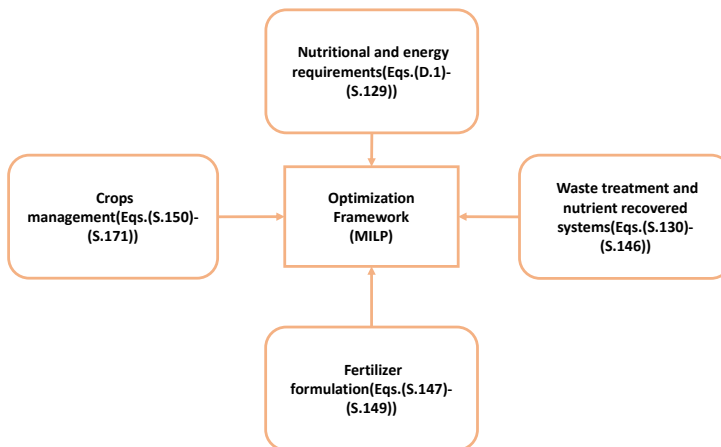 Nutritional and energy
requirements(Eqs.(D.1)-
(S.129))
Crops
management(Eqs.(S.150)-
(S.171))
Optimization
Framework
(MILP)
Waste treatment and
nutrient recovered
systems(Eqs.(S.130)-
(S.146))
Fertilizer
formulation(Eqs.(S.147)-
(S.149))